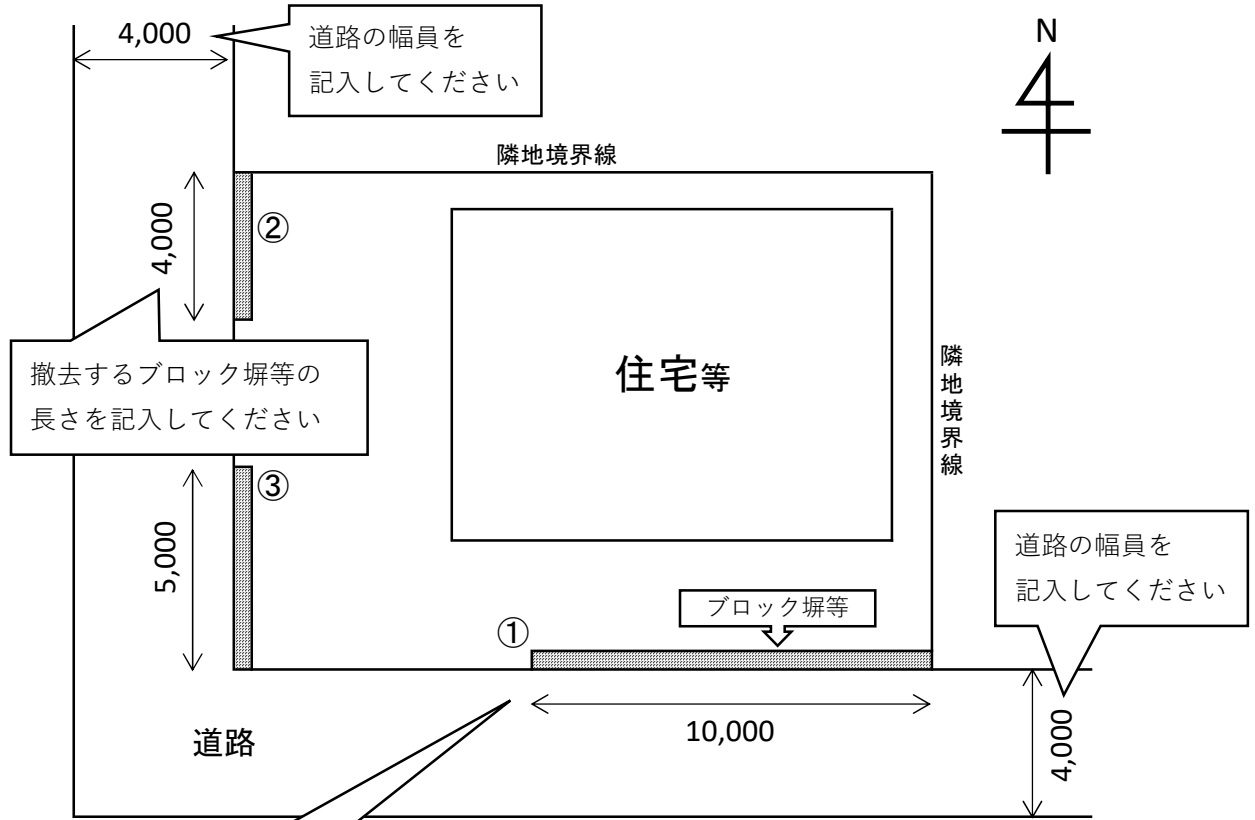 4,000
道路の幅員を
記入してください
N
隣地境界線
②
4,000
撤去するブロック塀等の
長さを記入してください
住宅等
隣地境界線
③
5,000
道路の幅員を
記入してください
ブロック塀等
①
10,000
道路
4,000